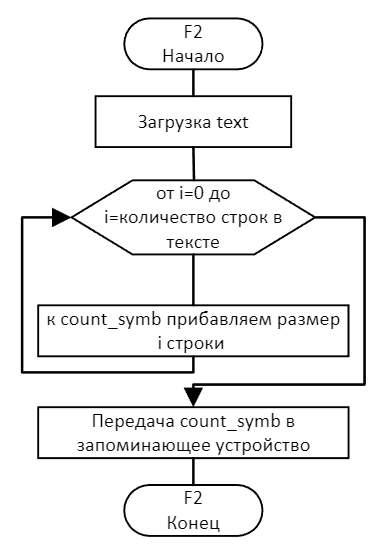 F2
Начало
Загрузка text
от i=0 до
i=количество строк в
тексте
к count_symb прибавляем размер
i строки
Передача count_symb в
запоминающее устройство
F2
Конец